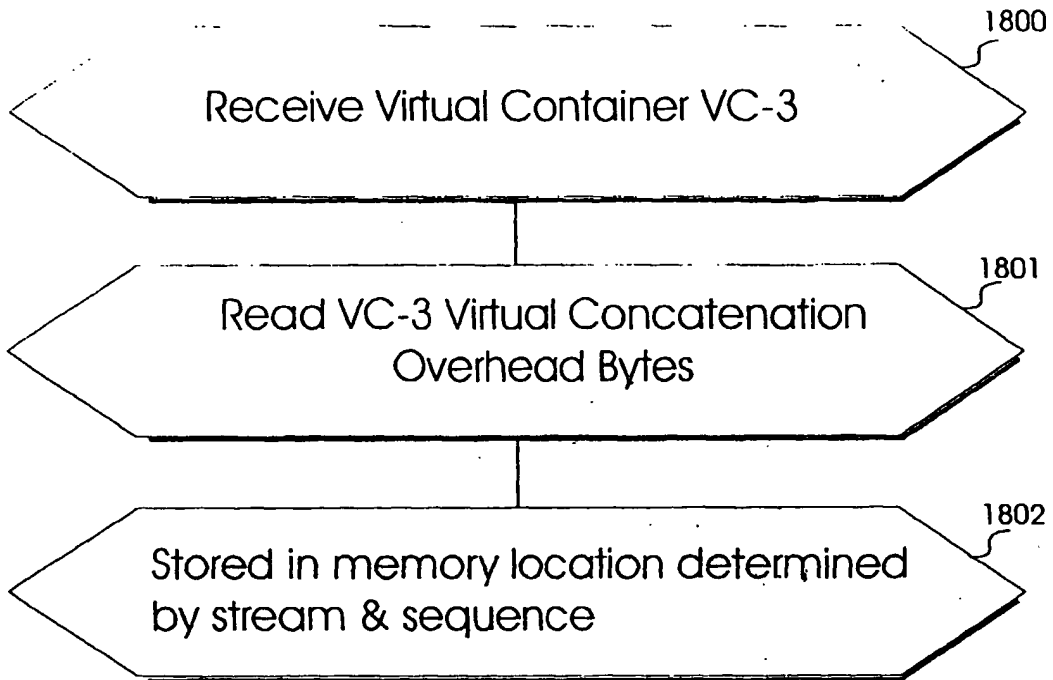 1800
Receive Virtual Container VC-3
1801
Read VC-3 Virtual Concatenation
Overhead Bytes
1802
Stored in memory location determined
by stream & sequence